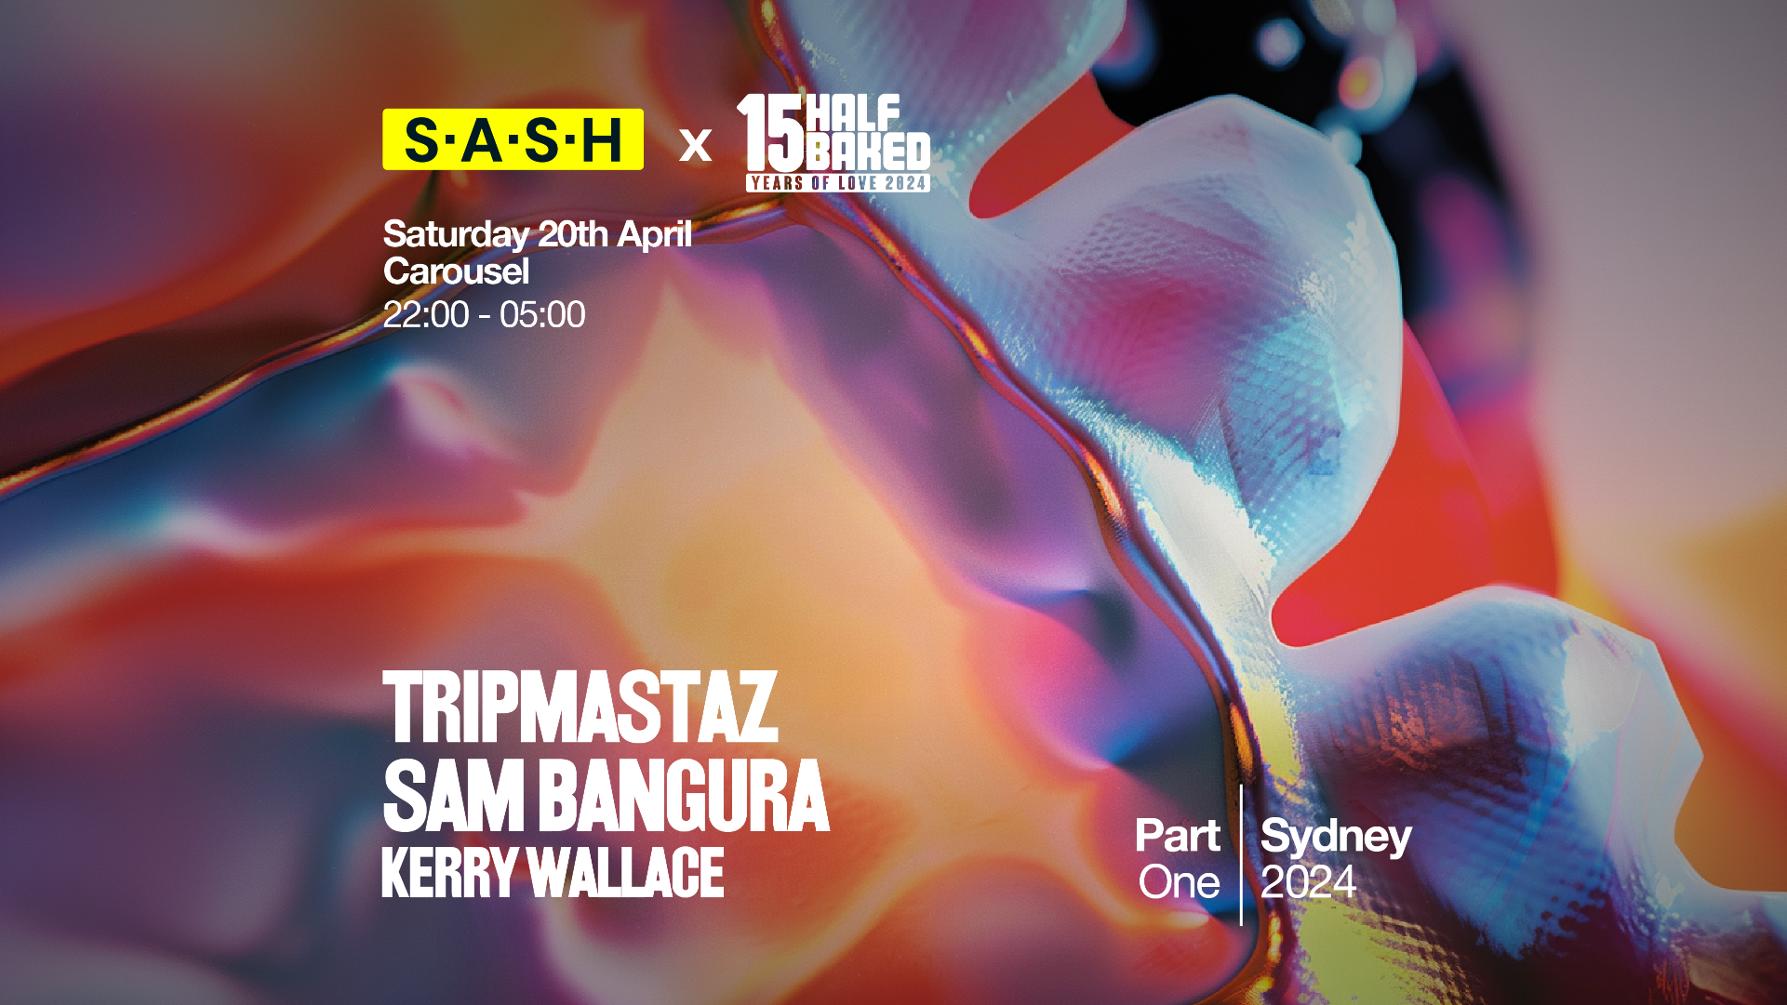 S·A·S·H x 15 HALF BAKED
YEARS OF LOVE 2024
Saturday 20th April
Carousel
22:00 - 05:00
TRIPMASTAZ
SAM BANGURA
KERRY WALLACE
Part | Sydney
One | 2024